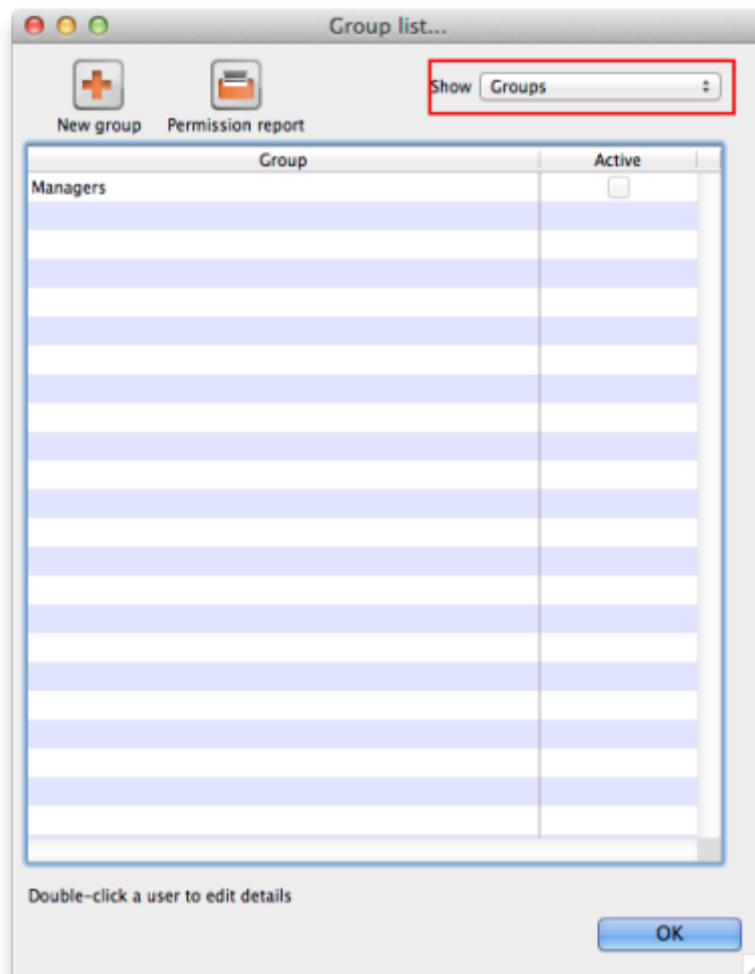 Group list...
Show Groups
New group Permission report
Group Active
Managers
Double-click a user to edit details
OK